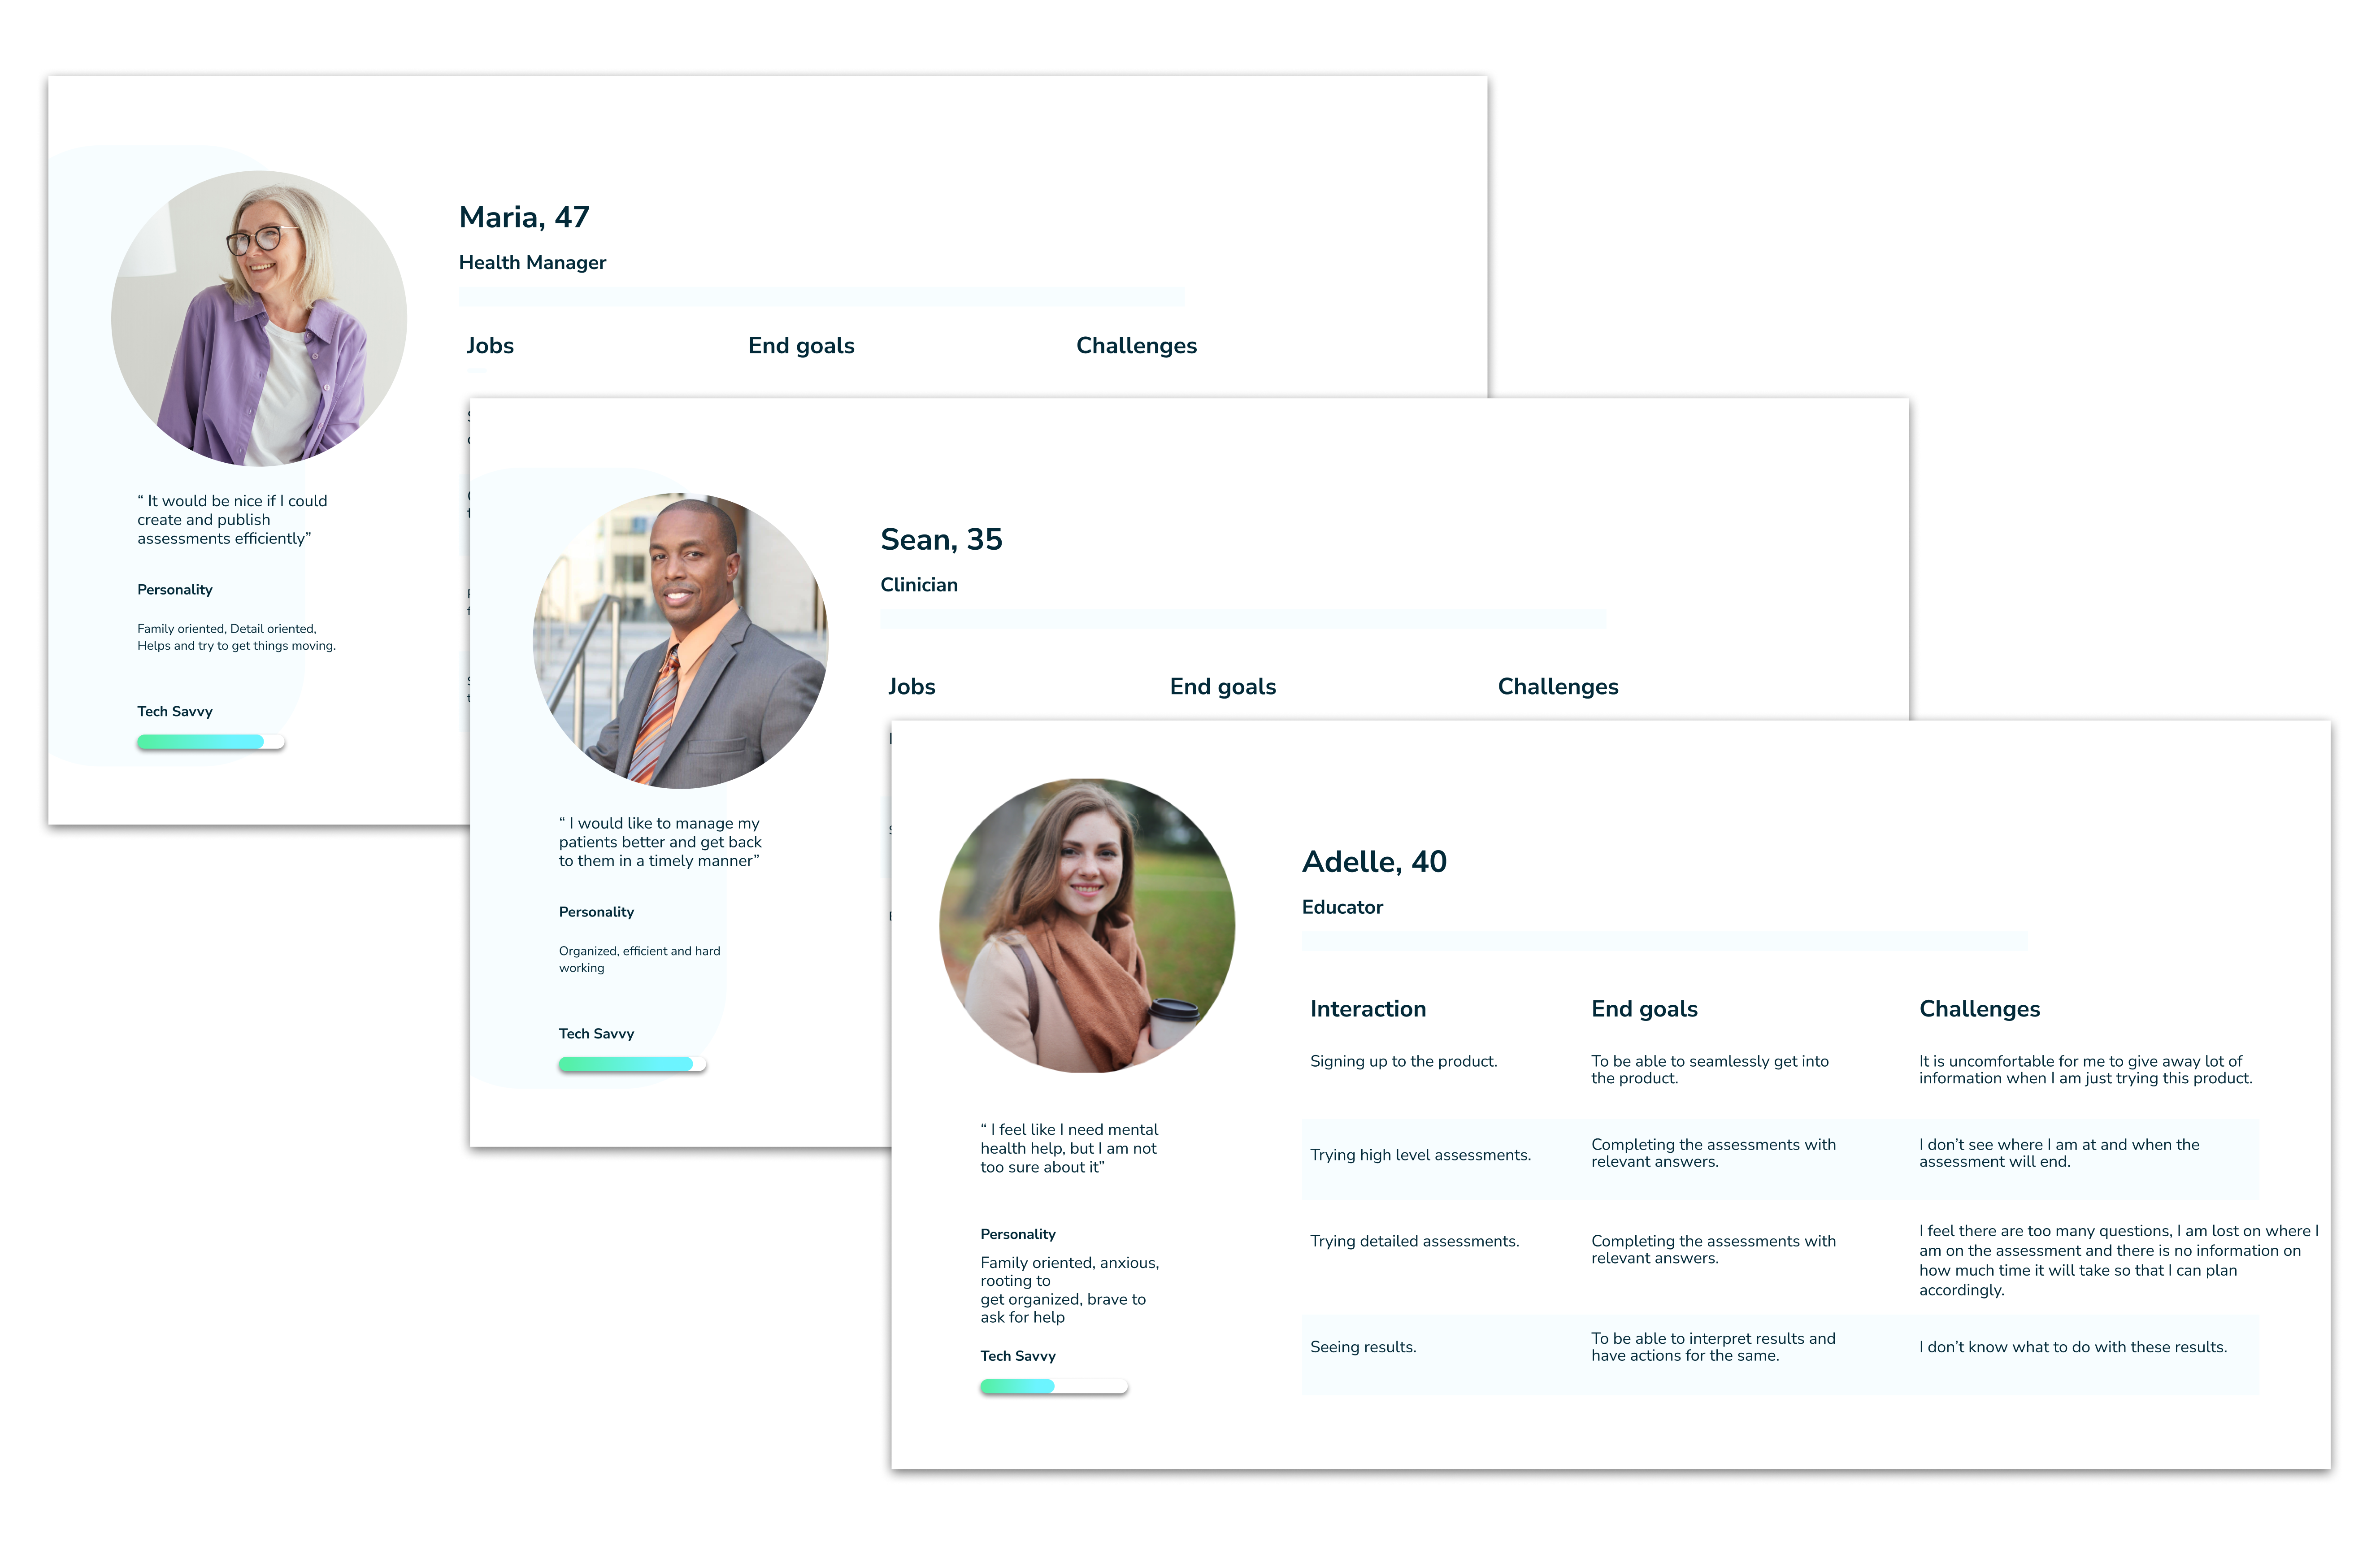 Maria, 47
Health Manager
Jobs
End goals
Challenges
“ It would be nice if I could
create and publish
assessments efficiently”
Personality
Family oriented, Detail oriented,
Helps and try to get things moving.
Tech Savvy
Sean, 35
Clinician
Jobs
End goals
Challenges
“ I would like to manage my
patients better and get back
to them in a timely manner”
Personality
Organized, efficient and hard
working
Tech Savvy
Adelle, 40
Educator
“ I feel like I need mental
health help, but I am not
too sure about it”
Personality
Family oriented, anxious,
rooting to
get organized, brave to
ask for help
Tech Savvy
Interaction
End goals
Challenges
Signing up to the product.
To be able to seamlessly get into
the product.
It is uncomfortable for me to give away lot of
information when I am just trying this product.
Trying high level assessments.
Completing the assessments with
relevant answers.
I don’t see where I am at and when the
assessment will end.
Trying detailed assessments.
Completing the assessments with
relevant answers.
I feel there are too many questions, I am lost on where I
am on the assessment and there is no information on
how much time it will take so that I can plan
accordingly.
Seeing results.
To be able to interpret results and
have actions for the same.
I don’t know what to do with these results.